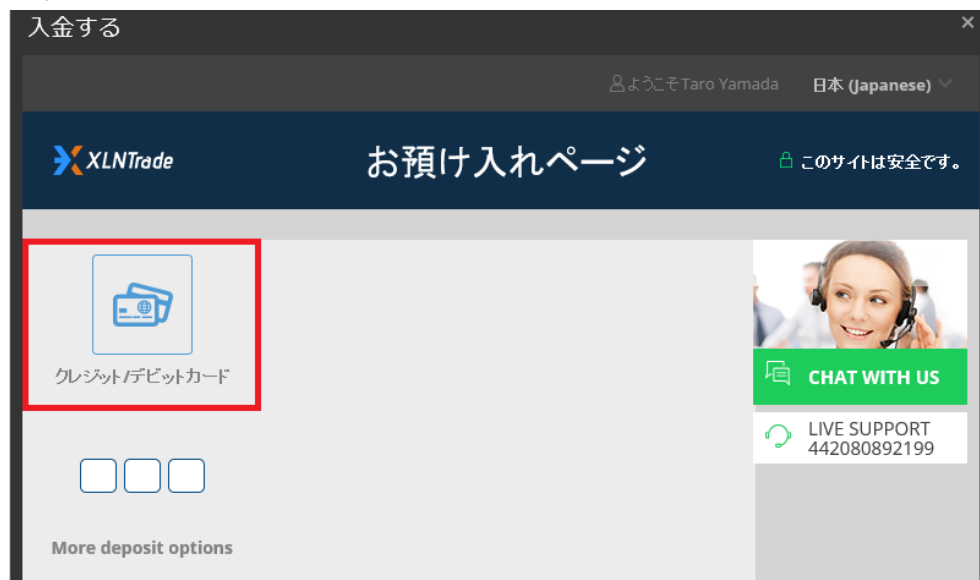 入金する
ようこそTaro Yamada
日本 (Japanese)
XLNTrade
お預け入れページ
このサイトは安全です。
クレジット/デビットカード
CHAT WITH US
LIVE SUPPORT
442080892199
More deposit options